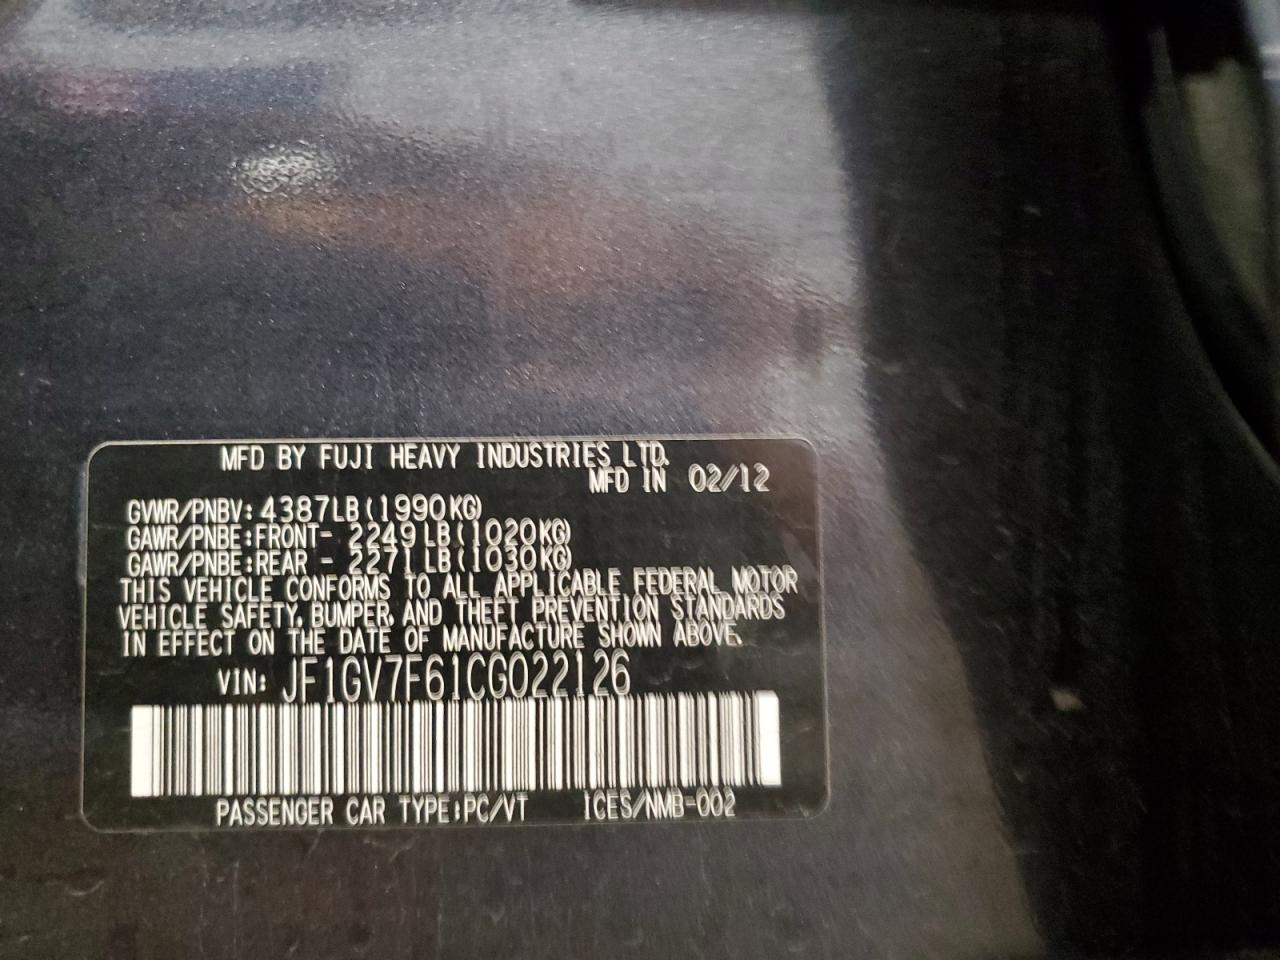 MFD BY FUJI HEAVY INDUSTRIES LTD.
MFD IN 02/12
GVWR/PNBV: 4387LB(1990KG)
GAWR/PNBE:FRONT- 2249LB(1020KG)
GAWR/PNBE:REAR - 2271LB(1030KG)
THIS VEHICLE CONFORMS TO ALL APPLICABLE FEDERAL MOTOR
VEHICLE SAFETY, BUMPER, AND THEFT PREVENTION STANDARDS
IN EFFECT ON THE DATE OF MANUFACTURE SHOWN ABOVE.
VIN: JF1GV7F61CG022126
PASSENGER CAR TYPE:PC/VT ICES/NMB-002